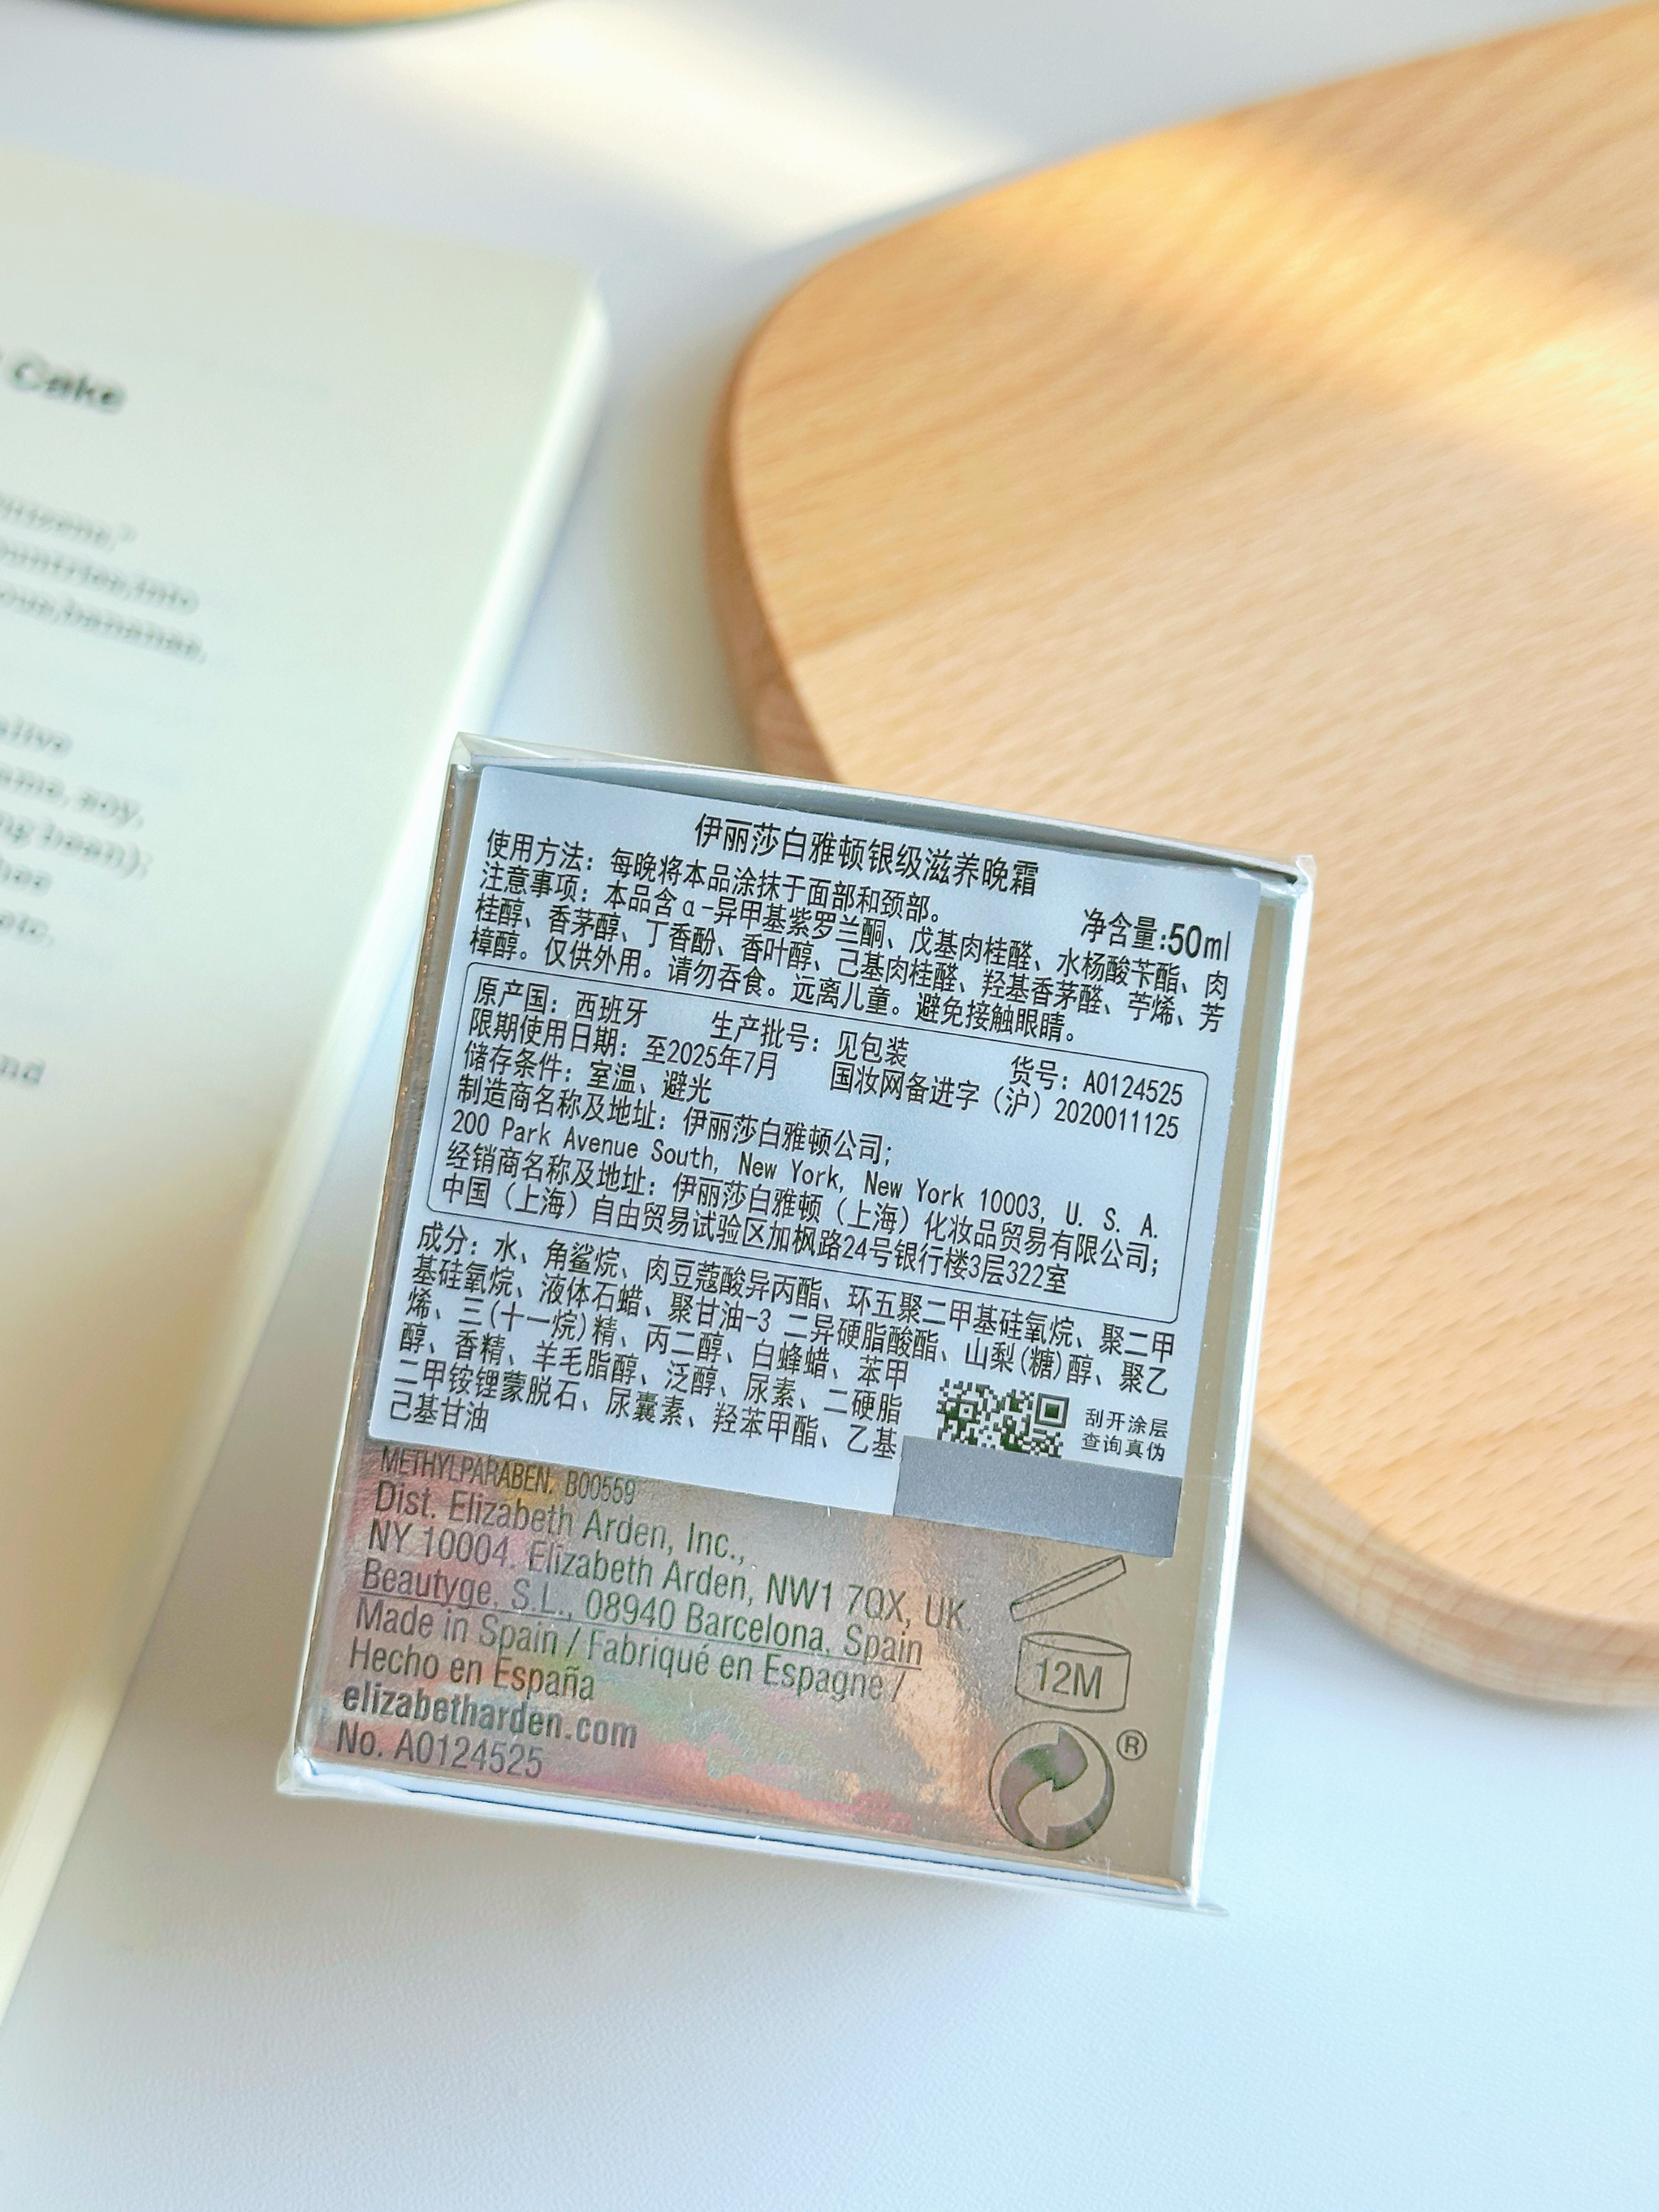 Cake
伊丽莎白雅顿银级滋养晚霜
净含量:50ml
使用方法：每晚将本品涂抹于面部和颈部。
注意事项：本品含α-异甲基紫罗兰酮、戊基肉桂醛、水杨酸苄酯、肉
桂醇、香茅醇、丁香酚、香叶醇、己基肉桂醛、羟基香茅醛、苧烯、芳
樟醇。仅供外用。请勿吞食。远离儿童。避免接触眼睛。
原产国：西班牙 生产批号：见包装 货号：A0124525
限期使用日期：至2025年7月 国妆网备进字（沪）2020011125
储存条件：室温、避光
制造商名称及地址：伊丽莎白雅顿公司；
200 Park Avenue South, New York, New York 10003, U. S. A.
经销商名称及地址：伊丽莎白雅顿（上海）化妆品贸易有限公司；
中国（上海）自由贸易试验区加枫路24号银行楼3层322室
成分：水、角鲨烷、肉豆蔻酸异丙酯、环五聚二甲基硅氧烷、聚二甲
基硅氧烷、液体石蜡、聚甘油-3 二异硬脂酸酯、山梨(糖)醇、聚乙
烯、三(十一烷)精、丙二醇、白蜂蜡、苯甲
醇、香精、羊毛脂醇、泛醇、尿素、二硬脂
二甲铵锂蒙脱石、尿囊素、羟苯甲酯、乙基
己基甘油
刮开涂层
查询真伪
METHYLPARABEN. B00559
Dist. Elizabeth Arden, Inc.,
NY 10004. Elizabeth Arden, NW1 7QX, UK
Beautyge, S.L., 08940 Barcelona, Spain
Made in Spain / Fabriqué en Espagne /
Hecho en España
elizabetharden.com
No. A0124525
12M
®